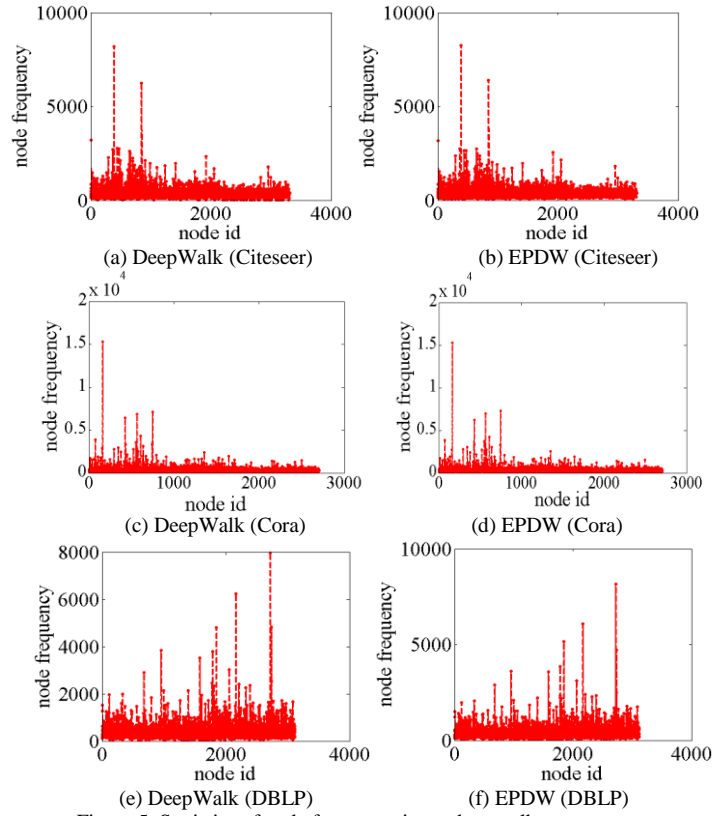 10000
5000
0
node frequency
0 2000 4000
node id
(a) DeepWalk (Citeseer)
10000
5000
0
node frequency
0 2000 4000
node id
(b) EPDW (Citeseer)
2 x 10^4
1.5
1
0.5
0
node frequency
0 1000 2000 3000
node id
(c) DeepWalk (Cora)
2 x 10^4
1.5
1
0.5
0
node frequency
0 1000 2000 3000
node id
(d) EPDW (Cora)
8000
6000
4000
2000
0
node frequency
0 2000 4000
node id
(e) DeepWalk (DBLP)
10000
5000
0
node frequency
0 2000 4000
node id
(f) EPDW (DBLP)